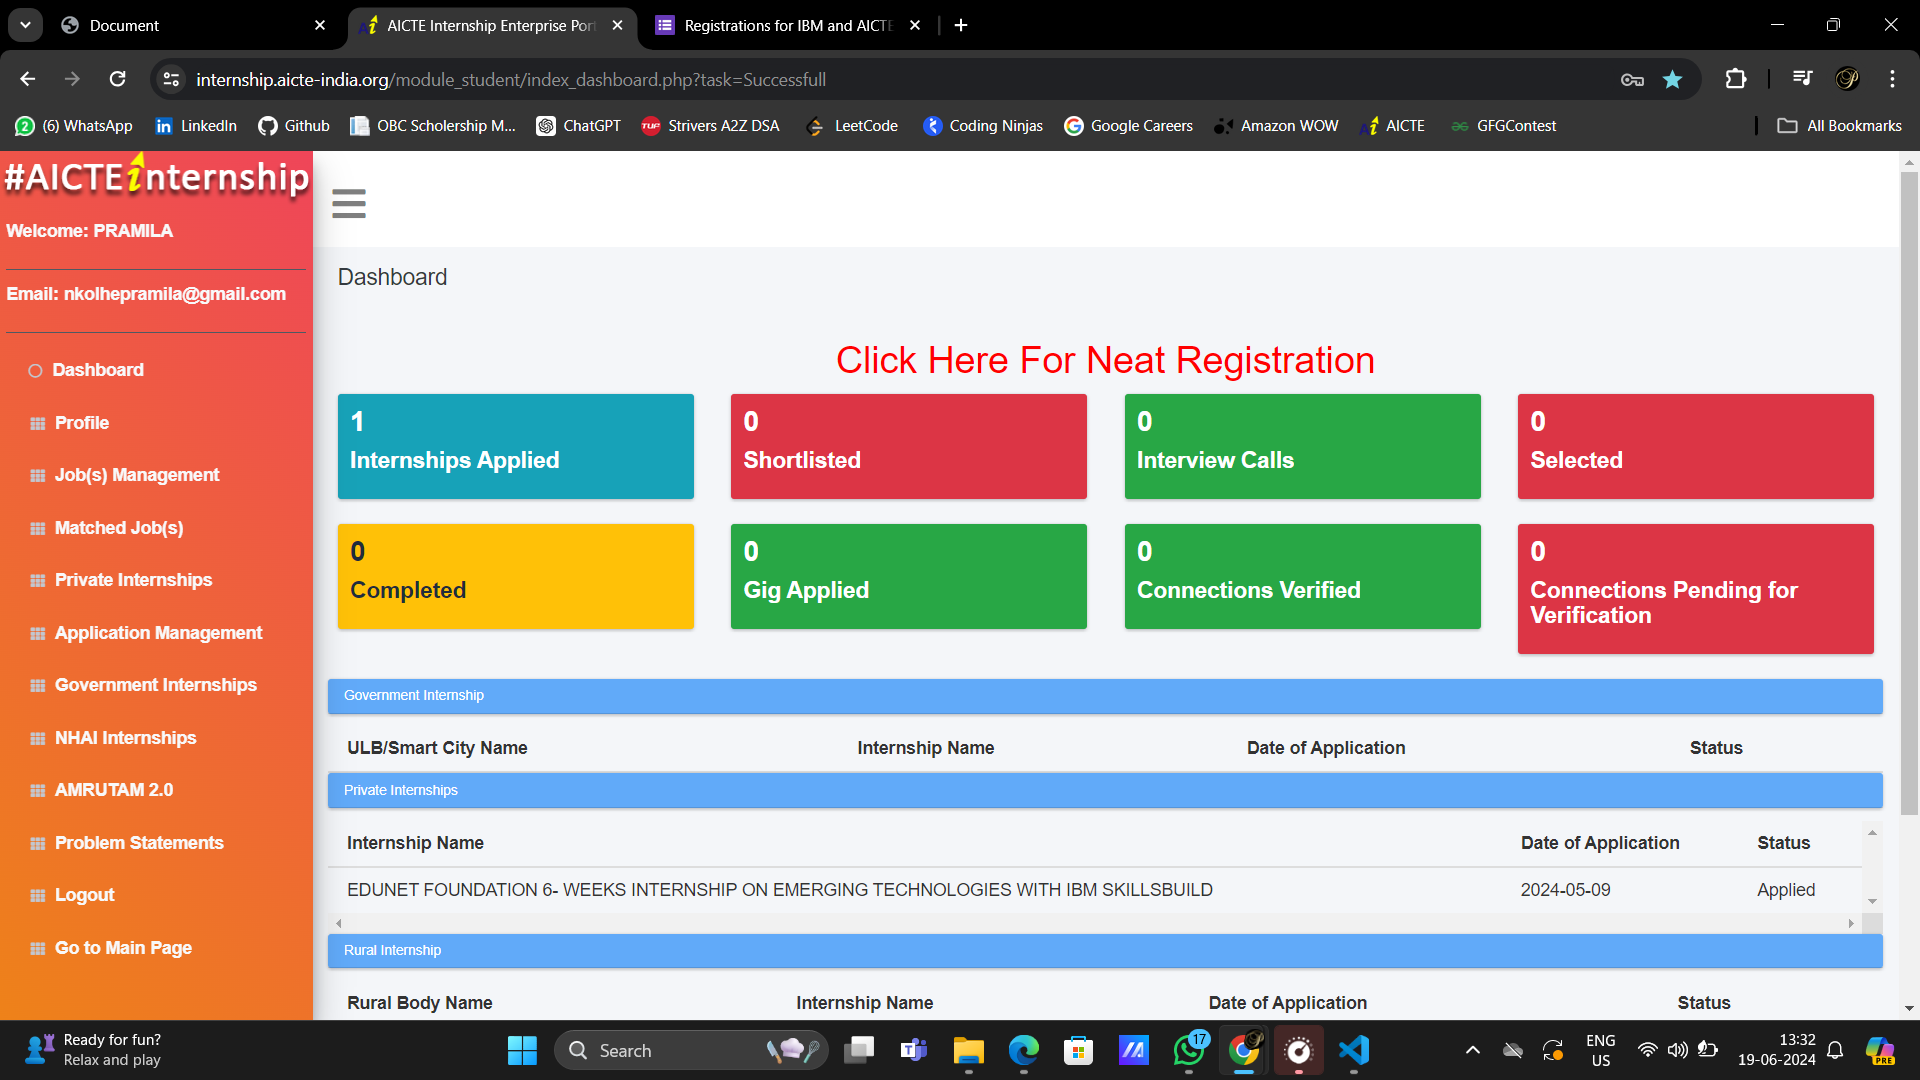 Document
AICTE Internship Enterprise Por
Registrations for IBM and AICTE
internship.aicte-india.org/module_student/index_dashboard.php?task=Successfull
(6) WhatsApp
LinkedIn
Github
OBC Scholership M...
ChatGPT
Strivers A2Z DSA
LeetCode
Coding Ninjas
Google Careers
Amazon WOW
AICTE
GFGContest
All Bookmarks
#AICTEinternship
Welcome: PRAMILA
Email: nkolhepramila@gmail.com
Dashboard
Profile
Job(s) Management
Matched Job(s)
Private Internships
Application Management
Government Internships
NHAI Internships
AMRUTAM 2.0
Problem Statements
Logout
Go to Main Page
Dashboard
Click Here For Neat Registration
1
Internships Applied
0
Shortlisted
0
Interview Calls
0
Selected
0
Completed
0
Gig Applied
0
Connections Verified
0
Connections Pending for
Verification
Government Internship
ULB/Smart City Name Internship Name Date of Application Status
Private Internships
Internship Name Date of Application Status
EDUNET FOUNDATION 6- WEEKS INTERNSHIP ON EMERGING TECHNOLOGIES WITH IBM SKILLSBUILD 2024-05-09 Applied
Rural Internship
Rural Body Name Internship Name Date of Application Status
Ready for fun?
Relax and play
Search
17
ENG
US
13:32
19-06-2024
PRE